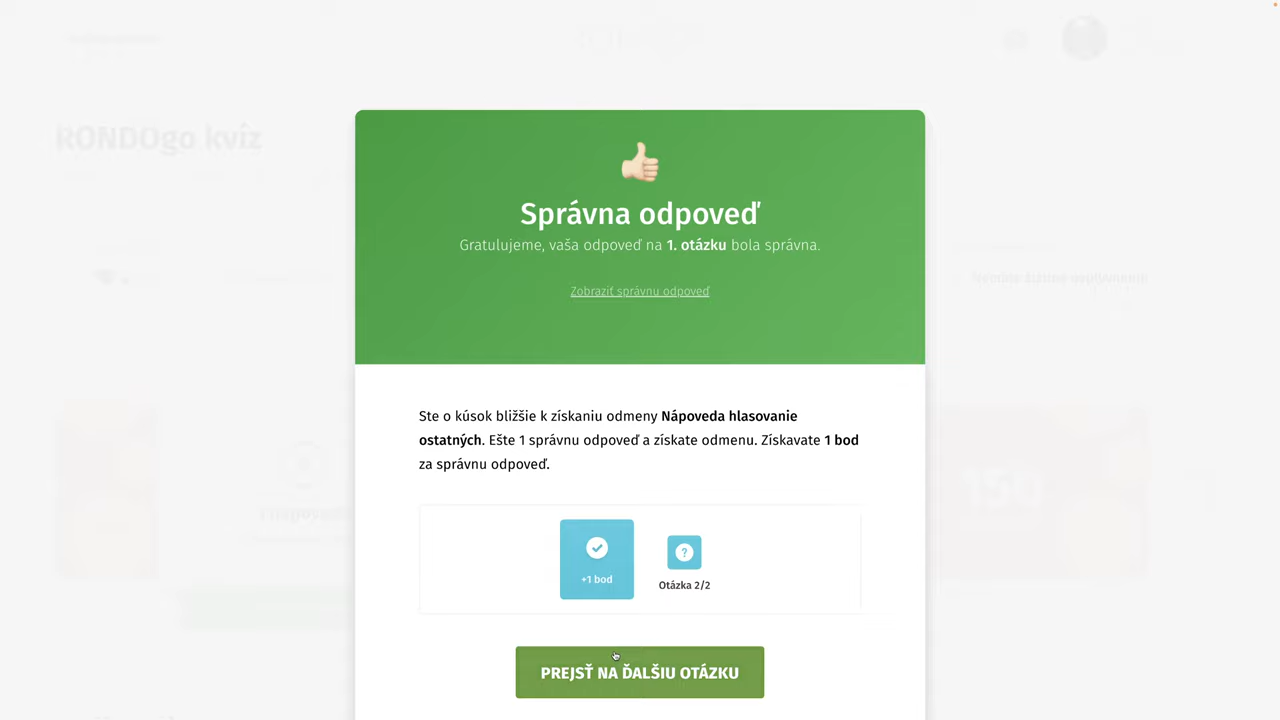 RONDOgo kvíz
Správna odpoveď
Gratulujeme, vaša odpoveď na 1. otázku bola správna.
Zobraziť správnu odpoveď
Ste o kúsok bližšie k získaniu odmeny Nápoveda hlasovanie
ostatných. Ešte 1 správnu odpoveď a získate odmenu. Získavate 1 bod
za správnu odpoveď.
+1 bod
?
Otázka 2/2
PREJSŤ NA ĎALŠIU OTÁZKU